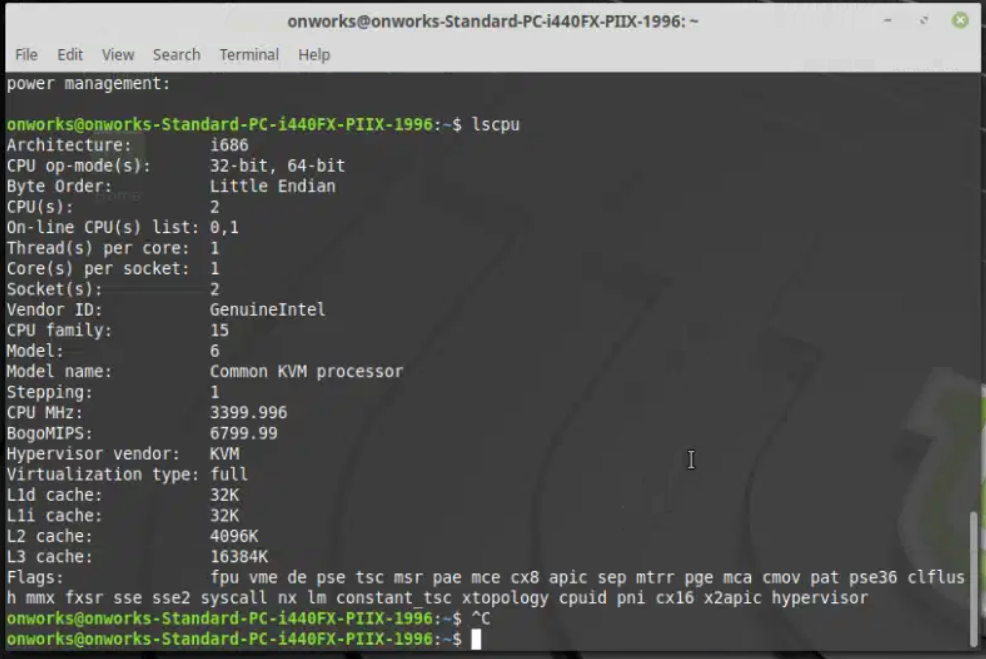 onworks@onworks-Standard-PC-i440FX-PIIX-1996: ~
File Edit View Search Terminal Help
power management:
onworks@onworks-Standard-PC-i440FX-PIIX-1996:~$ lscpu
Architecture: i686
CPU op-mode(s): 32-bit, 64-bit
Byte Order: Little Endian
Home
CPU(s): 2
On-line CPU(s) list: 0,1
Thread(s) per core: 1
Core(s) per socket: 1
Socket(s): 2
Vendor ID: GenuineIntel
CPU family: 15
Model: 6
Model name: Common KVM processor
Stepping: 1
CPU MHz: 3399.996
BogoMIPS: 6799.99
Hypervisor vendor: KVM
Virtualization type: full
L1d cache: 32K
L1i cache: 32K
L2 cache: 4096K
L3 cache: 16384K
Flags: fpu vme de pse tsc msr pae mce cx8 apic sep mtrr pge mca cmov pat pse36 clflus
h mmx fxsr sse sse2 syscall nx lm constant_tsc xtopology cpuid pni cx16 x2apic hypervisor
onworks@onworks-Standard-PC-i440FX-PIIX-1996:~$ ^C
onworks@onworks-Standard-PC-i440FX-PIIX-1996:~$